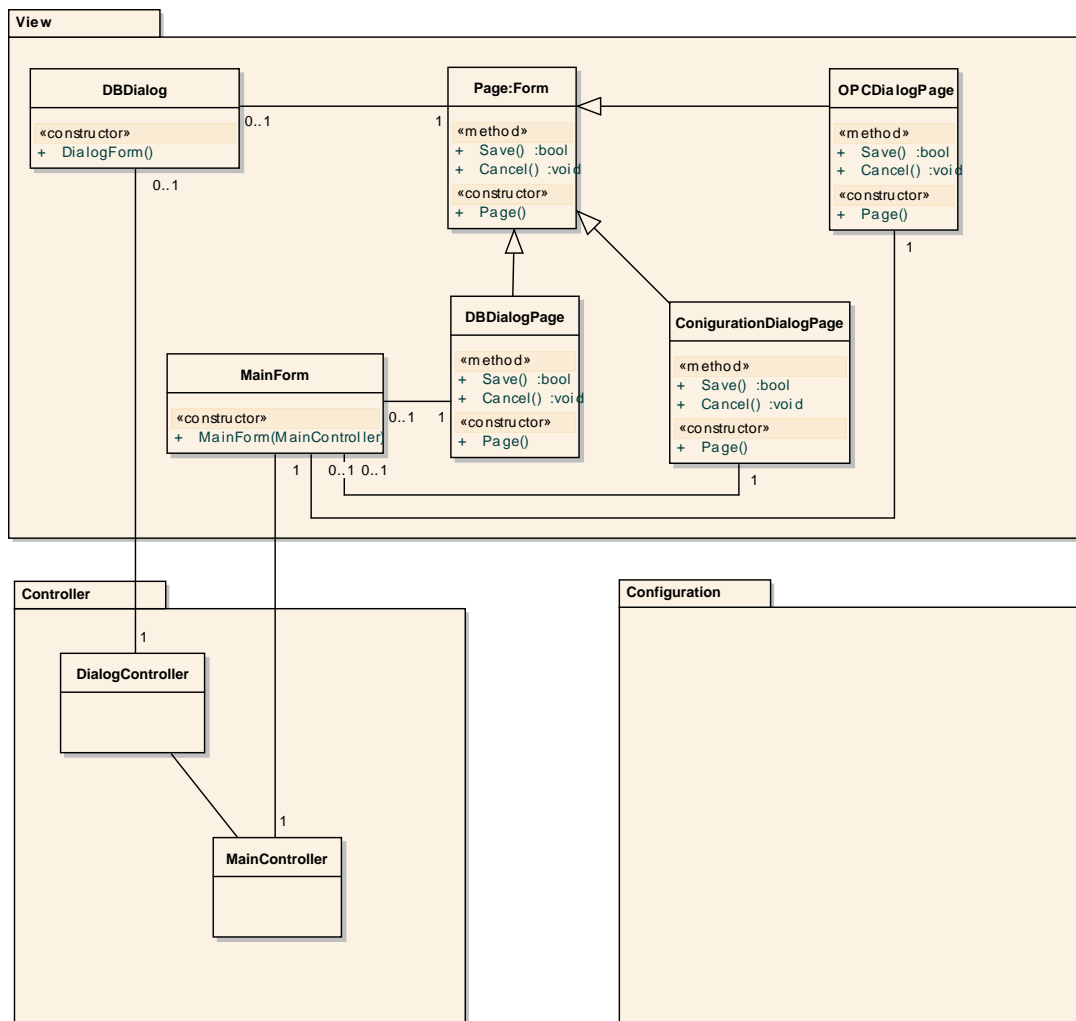 View
DBDialog
«constructor»
+ DialogForm()
0..1
0..1
1
Page:Form
«method»
+ Save() :bool
+ Cancel() :void
«constructor»
+ Page()
OPCDialogPage
«method»
+ Save() :bool
+ Cancel() :void
«constructor»
+ Page()
1
DBDialogPage
«method»
+ Save() :bool
+ Cancel() :void
«constructor»
+ Page()
ConigurationDialogPage
«method»
+ Save() :bool
+ Cancel() :void
«constructor»
+ Page()
1
MainForm
«constructor»
+ MainForm(MainController)
0..1
1
1
0..1
0..1
Controller
1
DialogController
1
MainController
Configuration